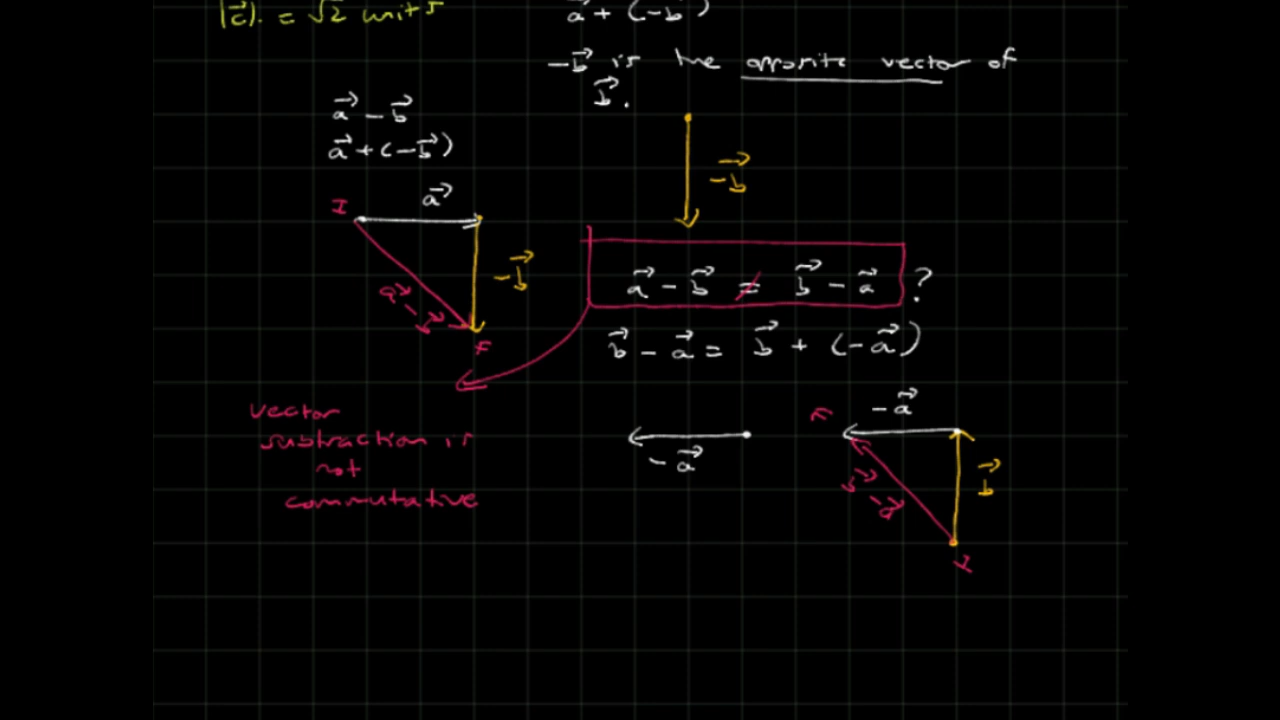 |c⃗| = √2 units
a⃗ + (-b⃗)
-b⃗ is the opposite vector of
b⃗.
a⃗ - b⃗
a⃗ + (-b⃗)
-b⃗
I
a⃗
-b⃗
a⃗ - b⃗
F
a⃗ - b⃗ ≠ b⃗ - a⃗ ?
b⃗ - a⃗ = b⃗ + (-a⃗)
vector
subtraction is
not
commutative
-a⃗
F
-a⃗
b⃗
b⃗ - a⃗
I